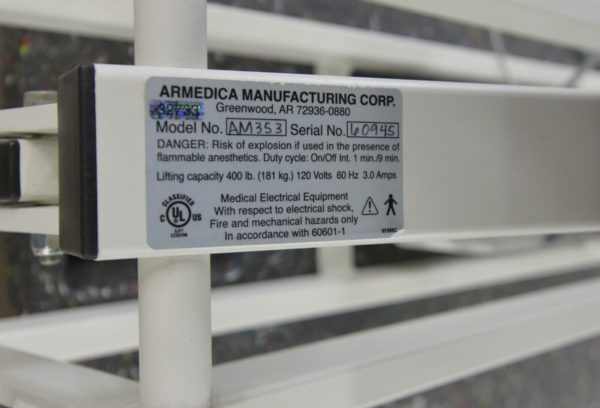 ARMEDICA MANUFACTURING CORP.
Greenwood, AR 72936-0880
Model No. AM353 Serial No. 60945
DANGER: Risk of explosion if used in the presence of
flammable anesthetics. Duty cycle: On/Off Int. 1 min./9 min.
Lifting capacity 400 lb. (181 kg.) 120 Volts 60 Hz 3.0 Amps
CLASSIFIED
C UL US
Medical Electrical Equipment
With respect to electrical shock,
Fire and mechanical hazards only
In accordance with 60601-1